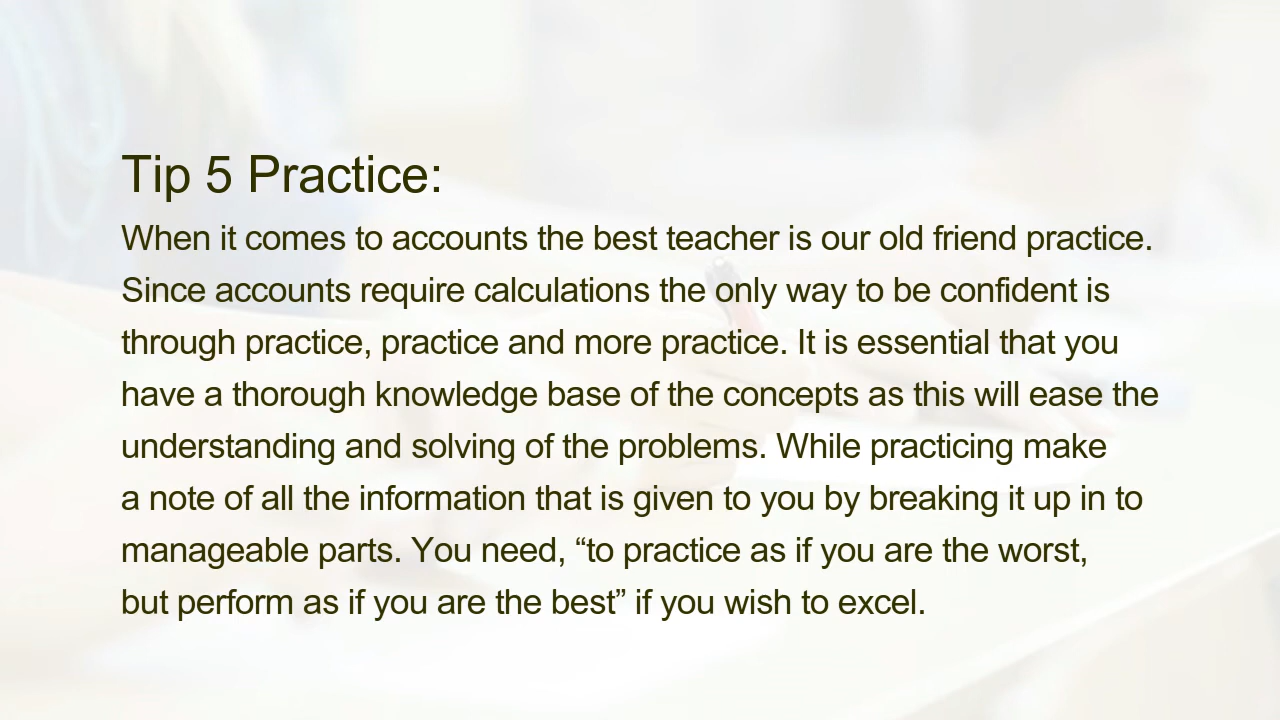 Tip 5 Practice:
When it comes to accounts the best teacher is our old friend practice.
Since accounts require calculations the only way to be confident is
through practice, practice and more practice. It is essential that you
have a thorough knowledge base of the concepts as this will ease the
understanding and solving of the problems. While practicing make
a note of all the information that is given to you by breaking it up in to
manageable parts. You need, “to practice as if you are the worst,
but perform as if you are the best” if you wish to excel.